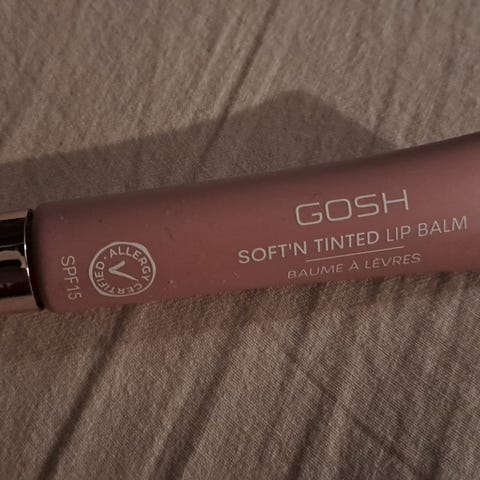 GOSH
SOFT'N TINTED LIP BALM
BAUME À LÈVRES
ALLERGY CERTIFIED
SPF15